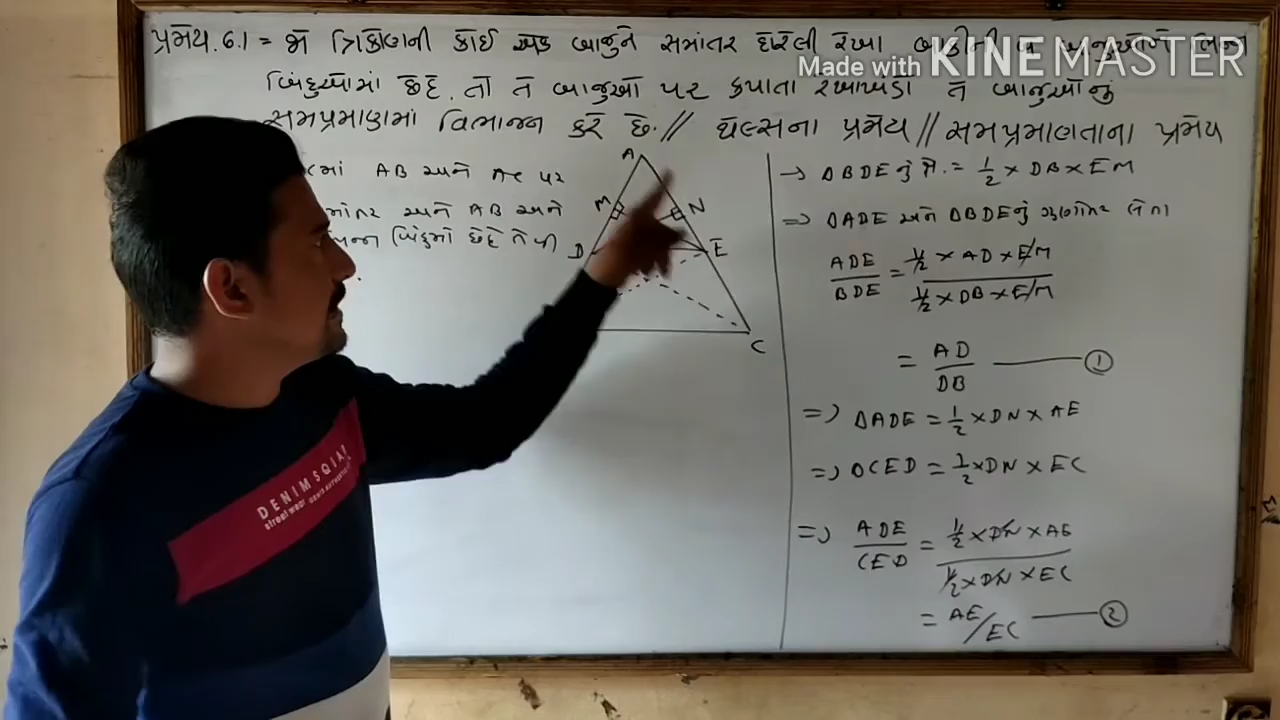 પ્રમેય.6.1 = જો ત્રિકોણની કોઈ એક બાજુને સમાંતર દોરેલી રેખા બાકીની
બિંદુઓમાં છેદે. તો તે બાજુઓ પર કપાતા રેખાખંડો તે બાજુઓનું
સમપ્રમાણમાં વિભાજન કરે છે. // થેલ્સના પ્રમેય // સમપ્રમાણતાના પ્રમેય
Made with KINEMASTER
માં AB અને AC પર
અને AB અને
બિંદુમાં છેદે તેથી
A
M
N
D
E
C
→ ΔBDE નું ક્ષે. = 1/2 × DB × EM
=> ΔADE અને ΔBDE નું ગુણોત્તર લેતા
ADE/BDE = 1/2 × AD × EM / 1/2 × DB × EM
= AD/DB ——— ①
=> ΔADE = 1/2 × DN × AE
=> ΔCED = 1/2 × DN × EC
=> ADE/CED = 1/2 × DN × AE / 1/2 × DN × EC
= AE/EC ——— ②
DENIMSQUAD
street wear